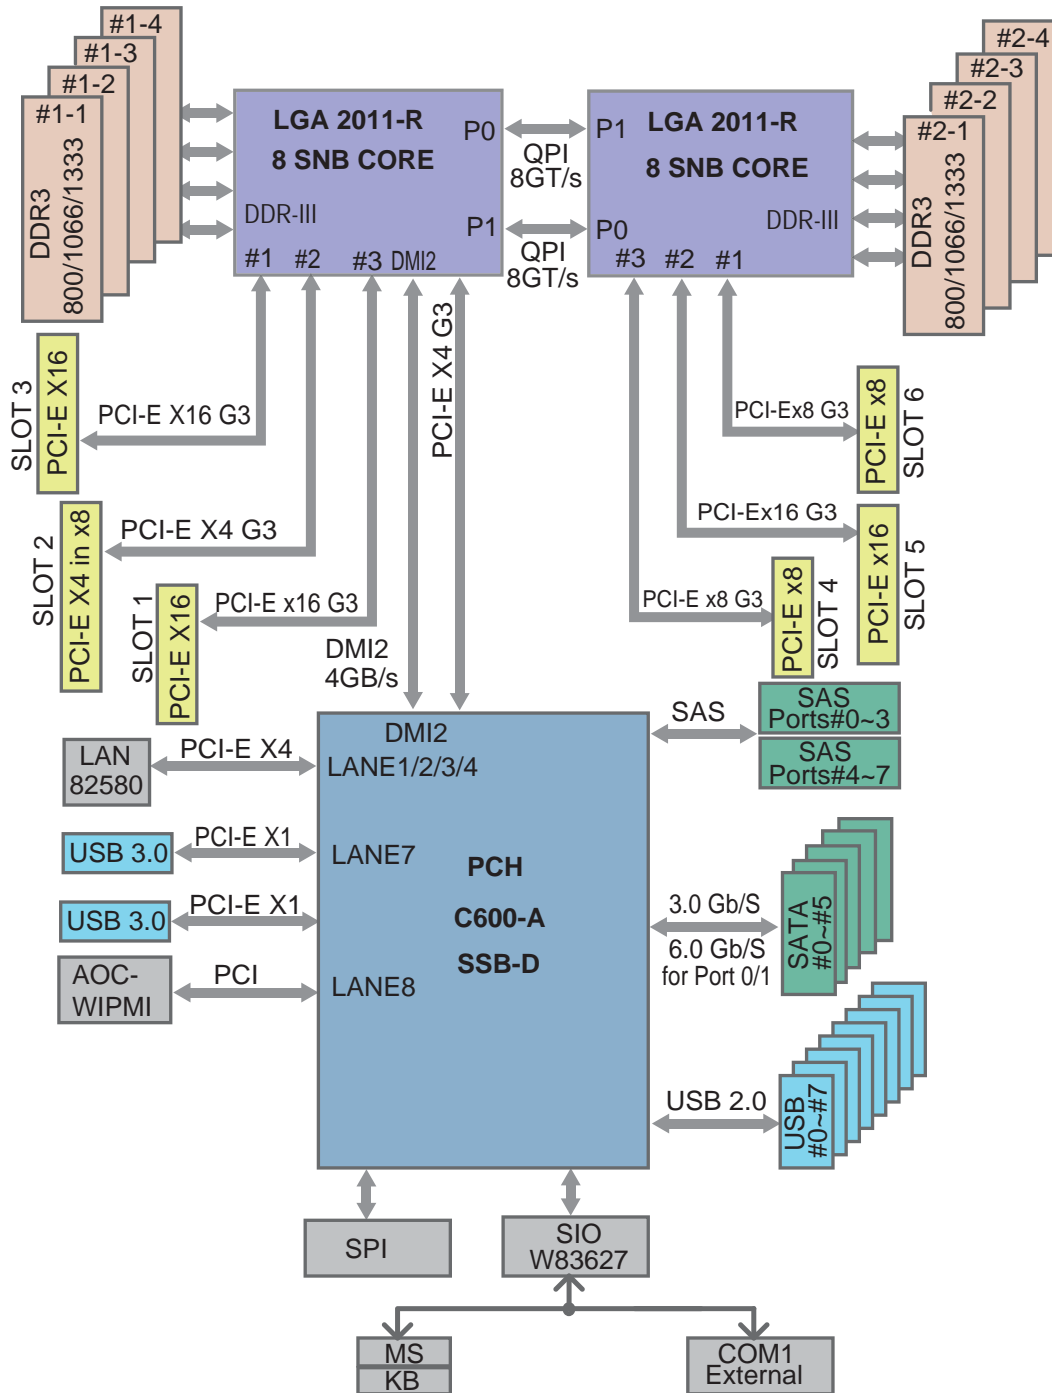 #1-4
#1-3
#1-2
#1-1
DDR3
800/1066/1333
#2-4
#2-3
#2-2
#2-1
DDR3
800/1066/1333
LGA 2011-R
8 SNB CORE
P0
P1
DDR-III
#1
#2
#3
DMI2
QPI
8GT/s
QPI
8GT/s
LGA 2011-R
8 SNB CORE
P1
P0
DDR-III
#3
#2
#1
SLOT 3
PCI-E X16
PCI-E X16 G3
SLOT 2
PCI-E X4 in x8
PCI-E X4 G3
SLOT 1
PCI-E X16
PCI-E x16 G3
DMI2
4GB/s
PCI-E X4 G3
PCI-Ex8 G3
PCI-E x8
SLOT 6
PCI-Ex16 G3
PCI-E x16
SLOT 5
PCI-E x8 G3
PCI-E x8
SLOT 4
DMI2
LANE1/2/3/4
LANE7
LANE8
PCH
C600-A
SSB-D
LAN
82580
PCI-E X4
USB 3.0
PCI-E X1
USB 3.0
PCI-E X1
AOC-
WIPMI
PCI
SAS
SAS
Ports#0~3
SAS
Ports#4~7
3.0 Gb/S
6.0 Gb/S
for Port 0/1
SATA
#0~#5
USB 2.0
USB
#0~#7
SPI
SIO
W83627
MS
KB
COM1
External